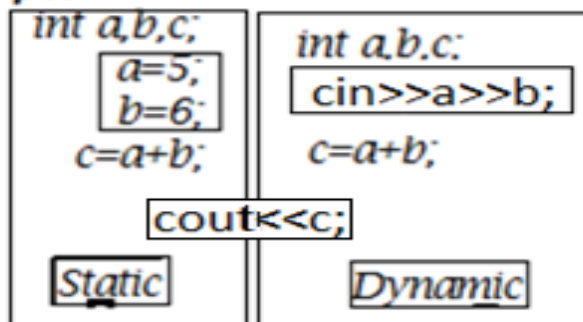 int a,b,c;
a=5;
b=6;
c=a+b;
int a,b,c;
cin>>a>>b;
c=a+b;
cout<<c;
Static
Dynamic